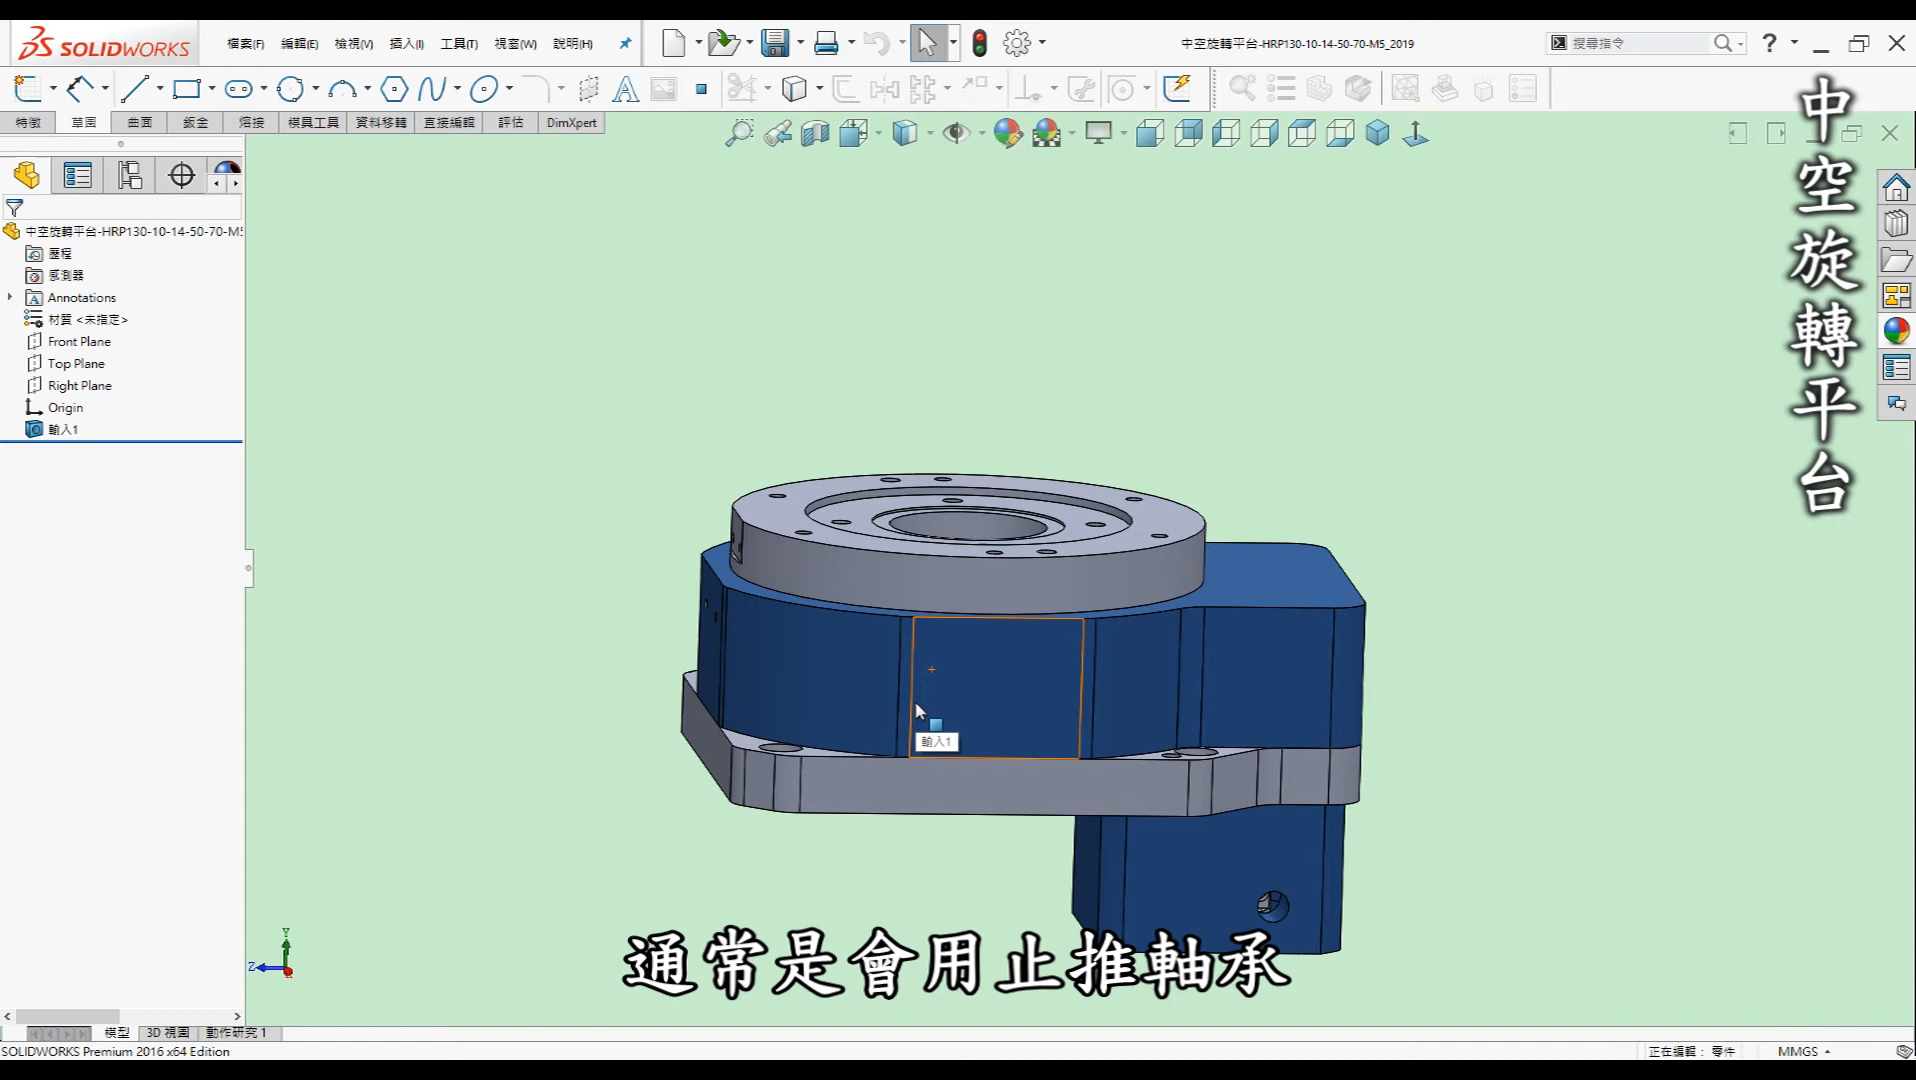 SOLIDWORKS
檔案(F)
編輯(E)
檢視(V)
插入(I)
工具(T)
視窗(W)
說明(H)
中空旋轉平台-HRP130-10-14-50-70-M5_2019
搜尋指令
特徵
草圖
曲面
鈑金
熔接
模具工具
資料移轉
直接編輯
評估
DimXpert
中空旋轉平台-HRP130-10-14-50-70-M5
歷程
感測器
Annotations
材質 <未指定>
Front Plane
Top Plane
Right Plane
Origin
輸入1
中空旋轉平台
輸入1
Y
Z
通常是會用止推軸承
模型
3D 視圖
動作研究 1
SOLIDWORKS Premium 2016 x64 Edition
正在編輯： 零件
MMGS